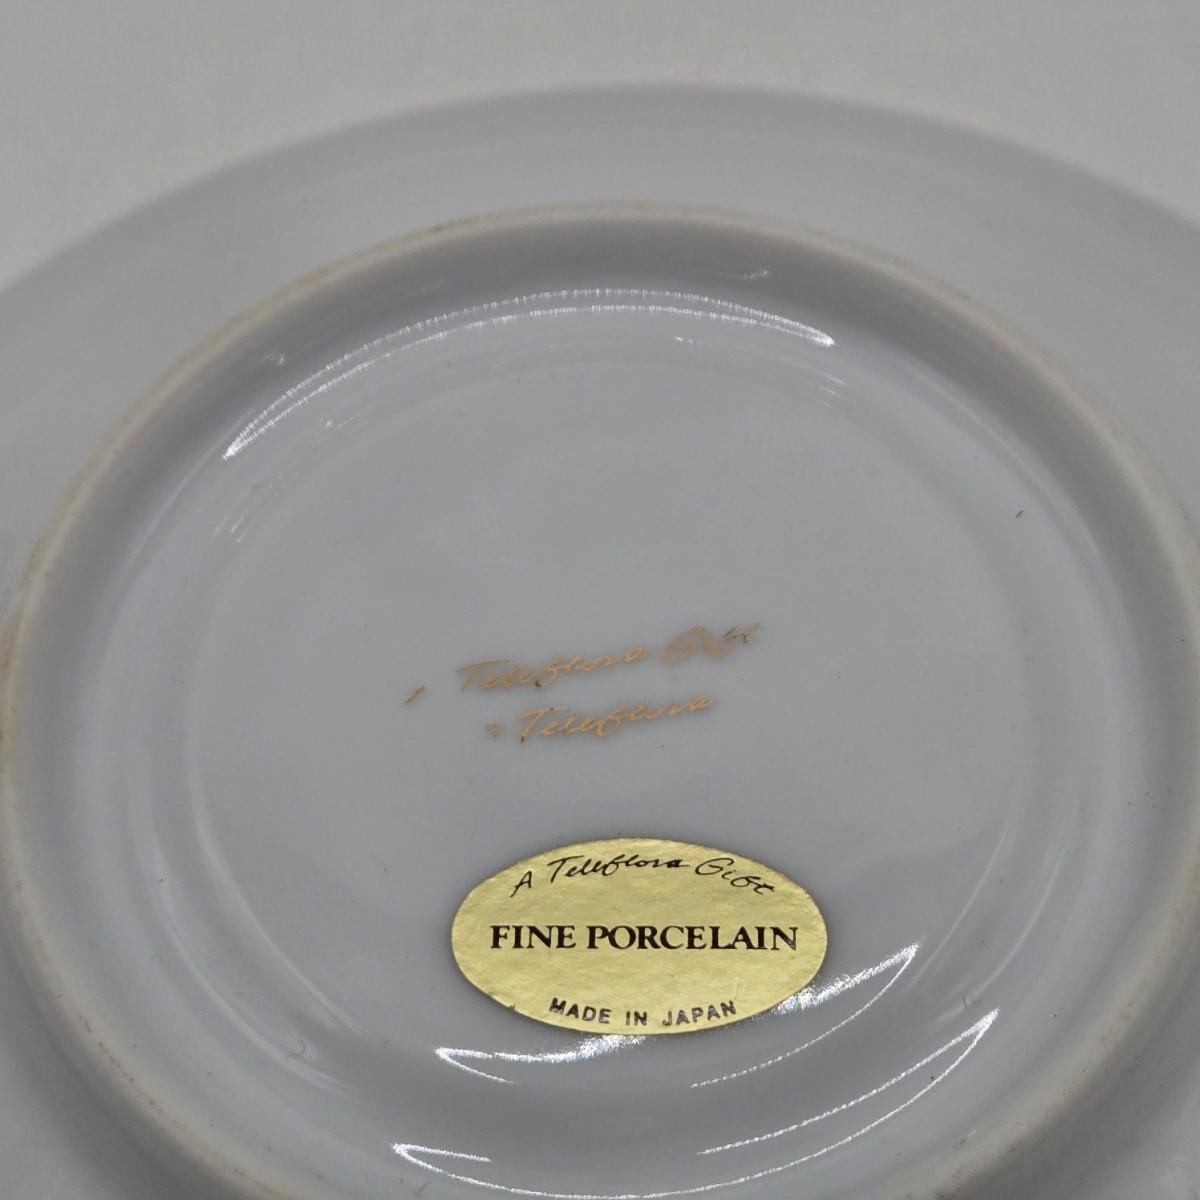 Teleflora Gift
Teleflora
A Teleflora Gift
FINE PORCELAIN
MADE IN JAPAN